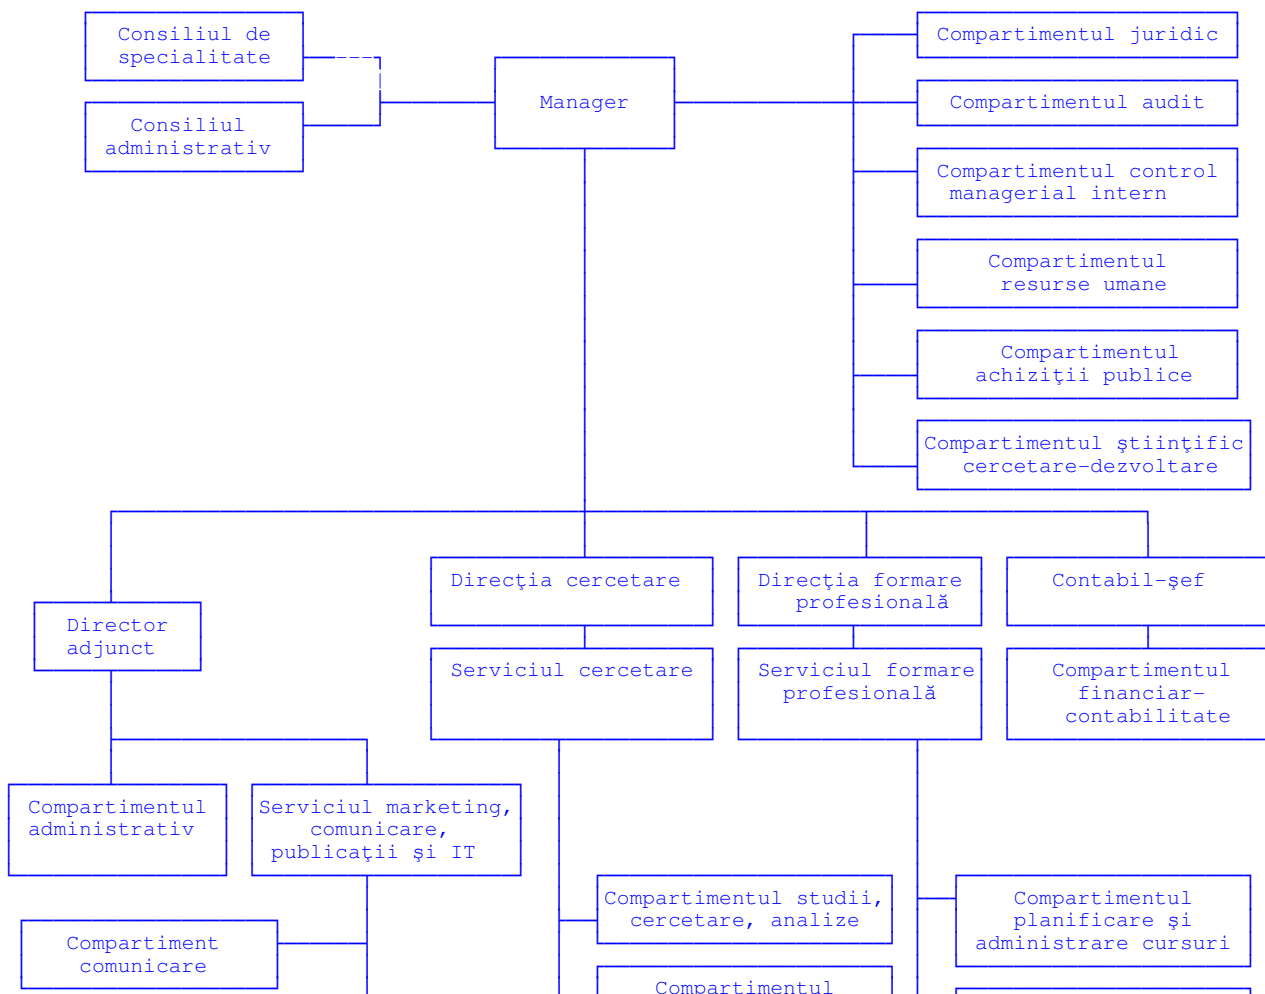 Consiliul de
specialitate
Consiliul
administrativ
Manager
Compartimentul juridic
Compartimentul audit
Compartimentul control
managerial intern
Compartimentul
resurse umane
Compartimentul
achiziţii publice
Compartimentul ştiinţific
cercetare-dezvoltare
Director
adjunct
Direcţia cercetare
Direcţia formare
profesională
Contabil-şef
Serviciul cercetare
Serviciul formare
profesională
Compartimentul
financiar-
contabilitate
Compartimentul
administrativ
Serviciul marketing,
comunicare,
publicaţii şi IT
Compartiment
comunicare
Compartimentul studii,
cercetare, analize
Compartimentul
planificare şi
administrare cursuri
Compartimentul